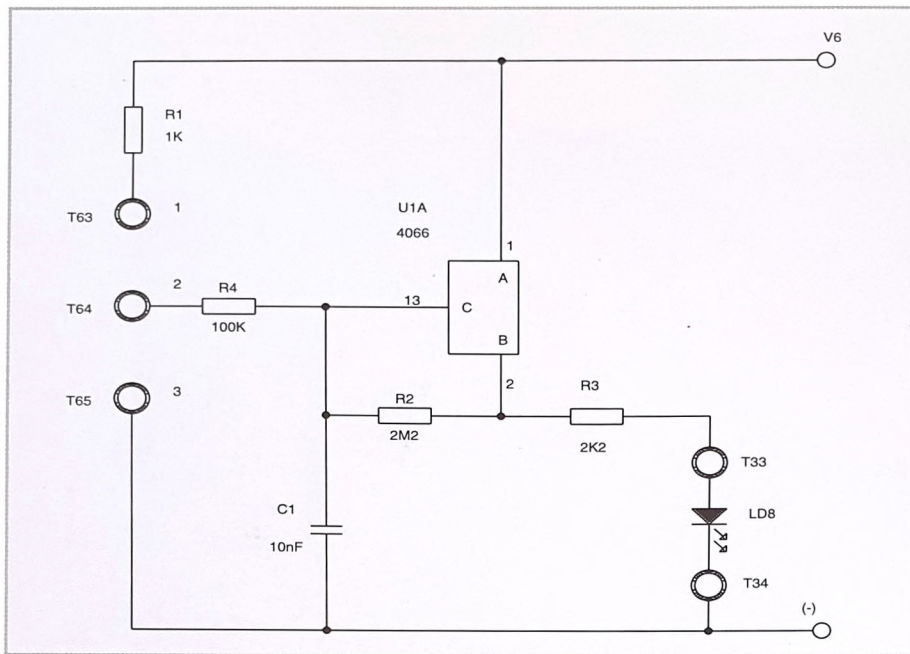 V6
R1
1K
T63
1
U1A
4066
1
A
T64
2
R4
100K
13
C
B
T65
3
2
R2
2M2
R3
2K2
T33
C1
10nF
LD8
T34
(-)